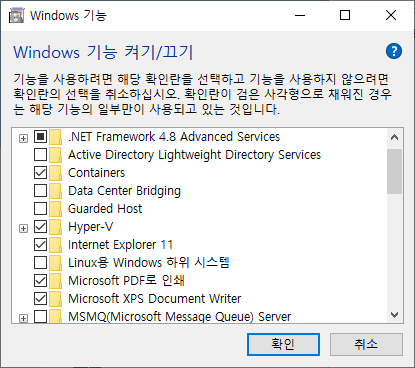 Windows 기능
Windows 기능 켜기/끄기
기능을 사용하려면 해당 확인란을 선택하고 기능을 사용하지 않으려면
확인란의 선택을 취소하십시오. 확인란이 검은 사각형으로 채워진 경우
는 해당 기능의 일부만이 사용되고 있는 것입니다.
.NET Framework 4.8 Advanced Services
Active Directory Lightweight Directory Services
Containers
Data Center Bridging
Guarded Host
Hyper-V
Internet Explorer 11
Linux용 Windows 하위 시스템
Microsoft PDF로 인쇄
Microsoft XPS Document Writer
MSMQ(Microsoft Message Queue) Server
확인
취소